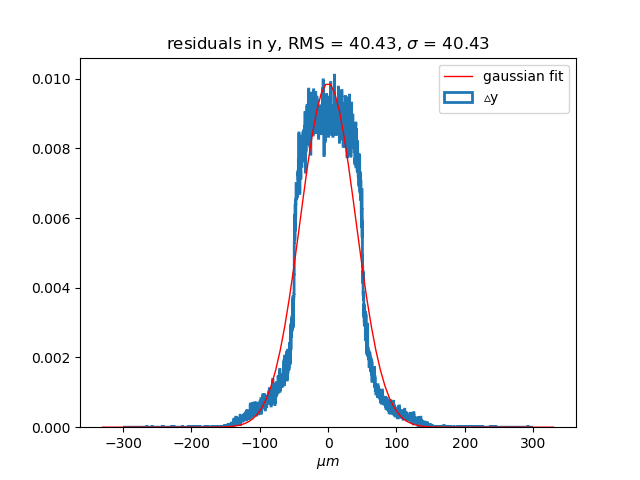 residuals in y, RMS = 40.43, σ = 40.43
gaussian fit
▵y
0.010
0.008
0.006
0.004
0.002
0.000
−300 −200 −100 0 100 200 300
μm